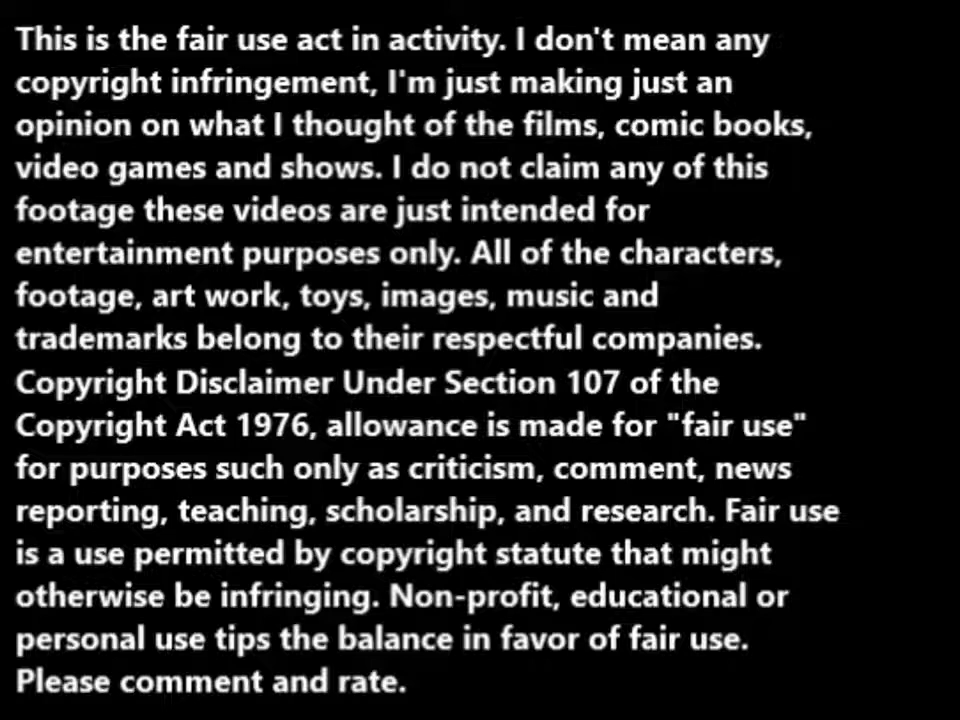 This is the fair use act in activity. I don't mean any
copyright infringement, I'm just making just an
opinion on what I thought of the films, comic books,
video games and shows. I do not claim any of this
footage these videos are just intended for
entertainment purposes only. All of the characters,
footage, art work, toys, images, music and
trademarks belong to their respectful companies.
Copyright Disclaimer Under Section 107 of the
Copyright Act 1976, allowance is made for "fair use"
for purposes such only as criticism, comment, news
reporting, teaching, scholarship, and research. Fair use
is a use permitted by copyright statute that might
otherwise be infringing. Non-profit, educational or
personal use tips the balance in favor of fair use.
Please comment and rate.